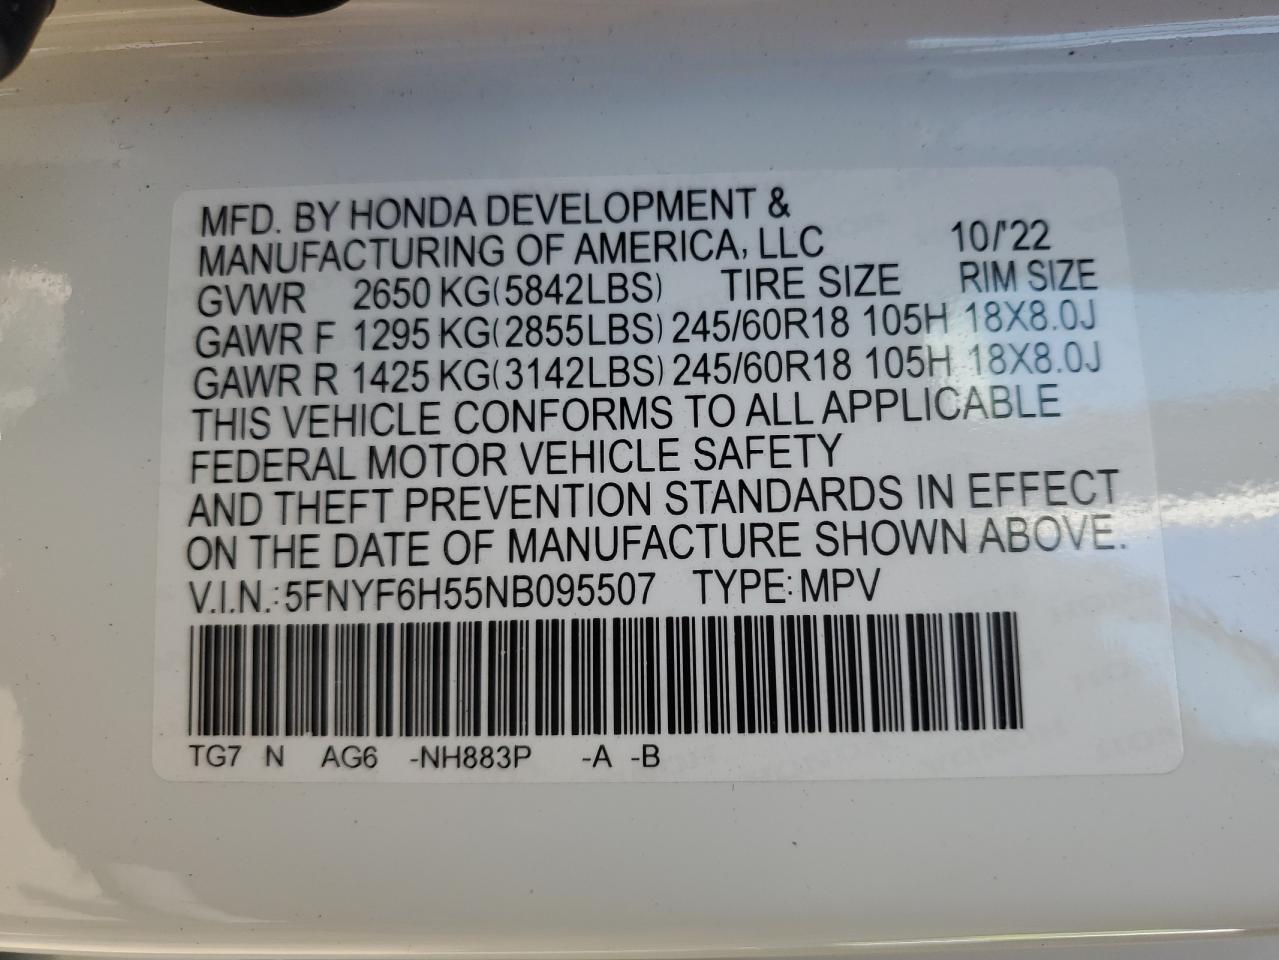 MFD. BY HONDA DEVELOPMENT &
MANUFACTURING OF AMERICA, LLC 10/'22
GVWR 2650 KG(5842LBS) TIRE SIZE RIM SIZE
GAWR F 1295 KG(2855LBS) 245/60R18 105H 18X8.0J
GAWR R 1425 KG(3142LBS) 245/60R18 105H 18X8.0J
THIS VEHICLE CONFORMS TO ALL APPLICABLE
FEDERAL MOTOR VEHICLE SAFETY
AND THEFT PREVENTION STANDARDS IN EFFECT
ON THE DATE OF MANUFACTURE SHOWN ABOVE.
V.I.N.: 5FNYF6H55NB095507 TYPE: MPV
TG7 N AG6 -NH883P -A -B